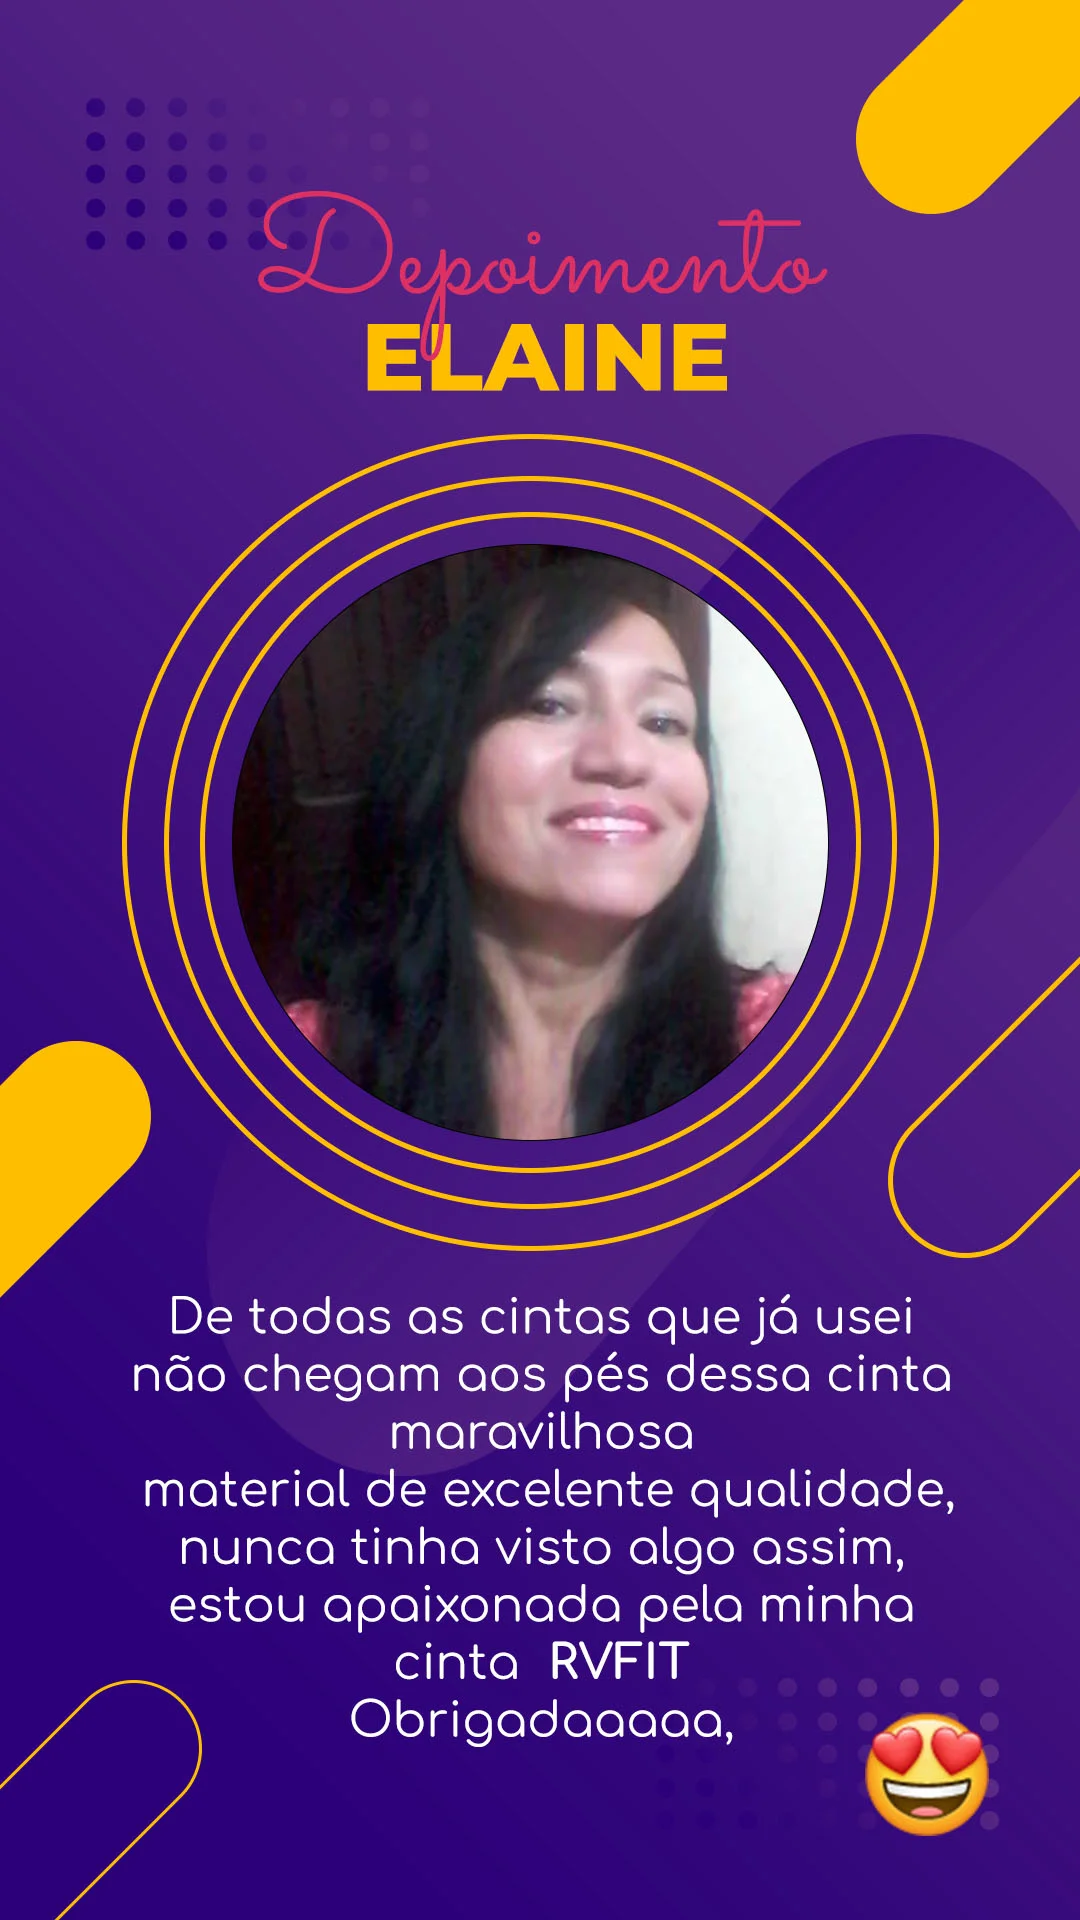 Depoimento
ELAINE
De todas as cintas que já usei
não chegam aos pés dessa cinta
maravilhosa
material de excelente qualidade,
nunca tinha visto algo assim,
estou apaixonada pela minha
cinta RVFIT
Obrigadaaaaa,